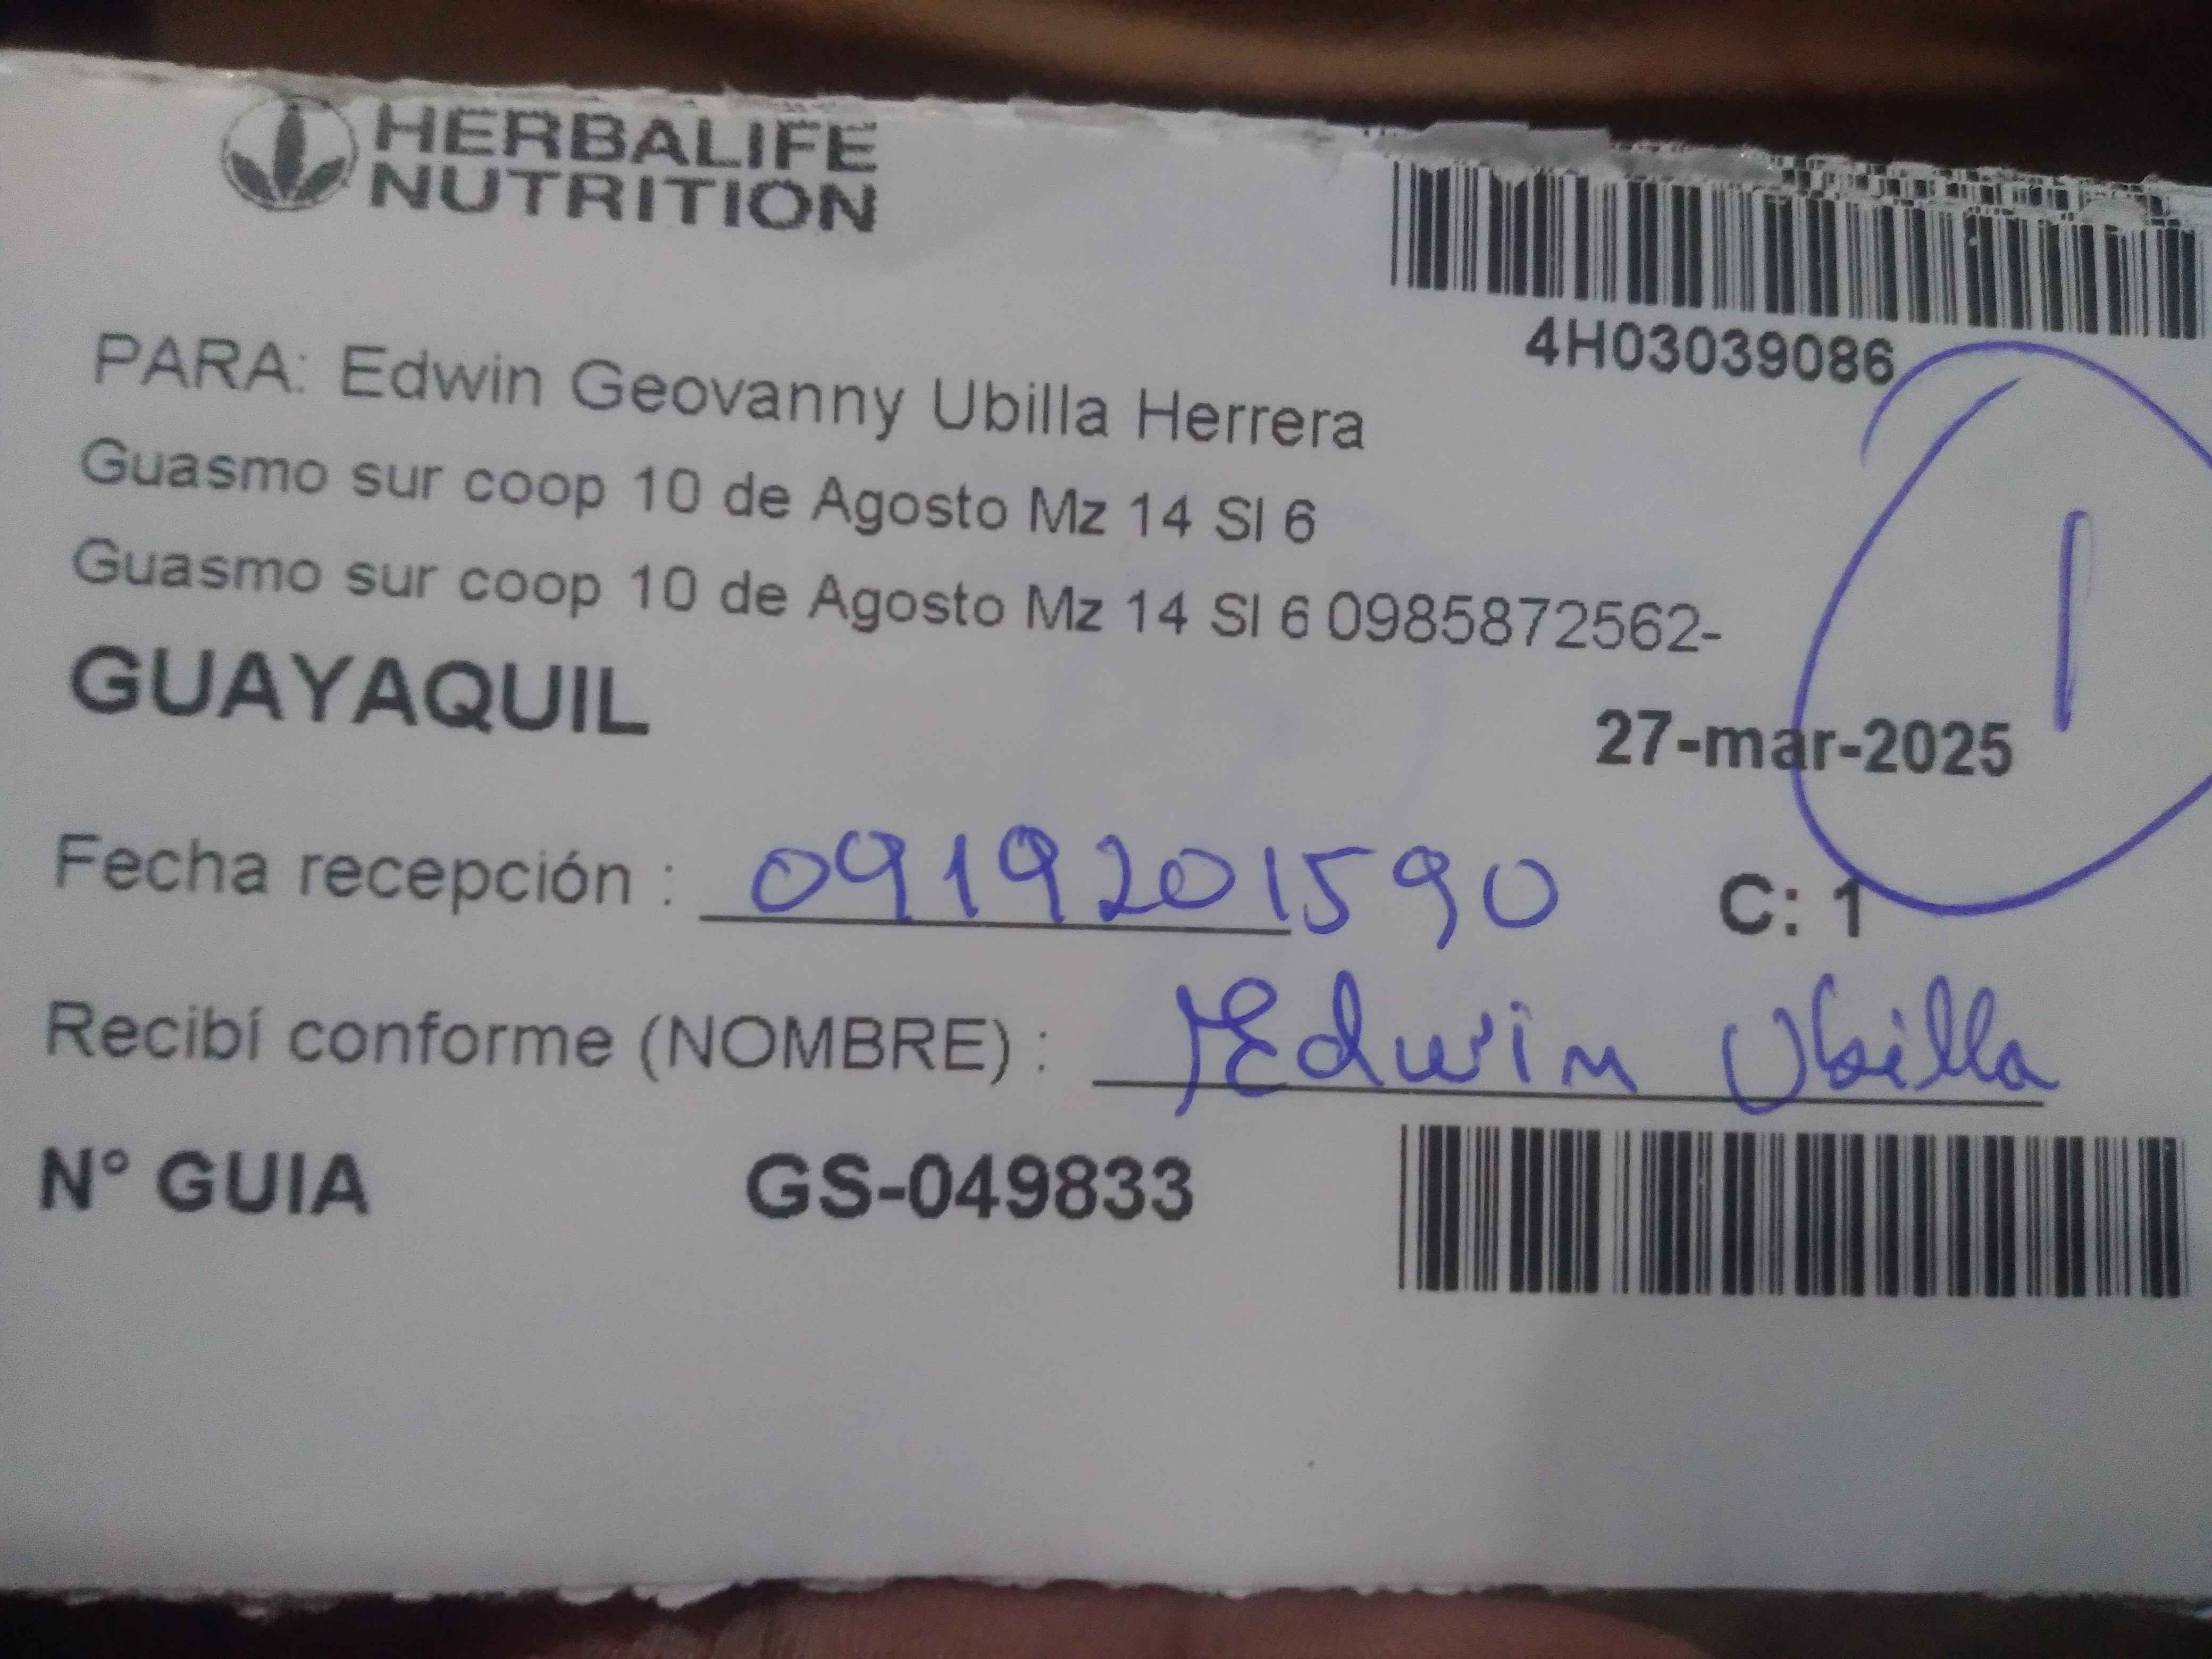 HERBALIFE
NUTRITION
4H03039086
PARA: Edwin Geovanny Ubilla Herrera
Guasmo sur coop 10 de Agosto Mz 14 Sl 6
Guasmo sur coop 10 de Agosto Mz 14 Sl 6 0985872562-
1
GUAYAQUIL
27-mar-2025
Fecha recepción : 0919201590
C: 1
Recibí conforme (NOMBRE) : Edwin Ubilla
N° GUIA GS-049833